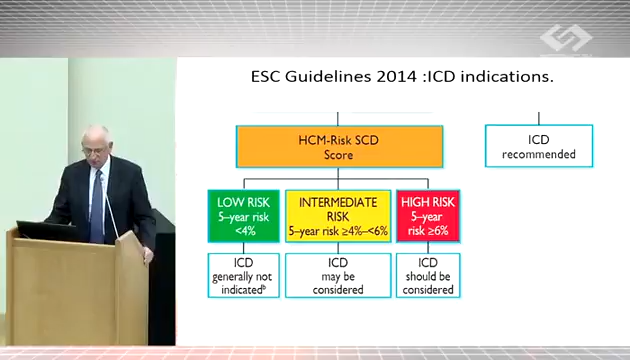 ESC Guidelines 2014 :ICD indications.
HCM-Risk SCD
Score
ICD
recommended
LOW RISK
5–year risk
<4%
INTERMEDIATE
RISK
5–year risk ≥4%–<6%
HIGH RISK
5–year
risk ≥6%
ICD
generally not
indicatedᵇ
ICD
may be
considered
ICD
should be
considered